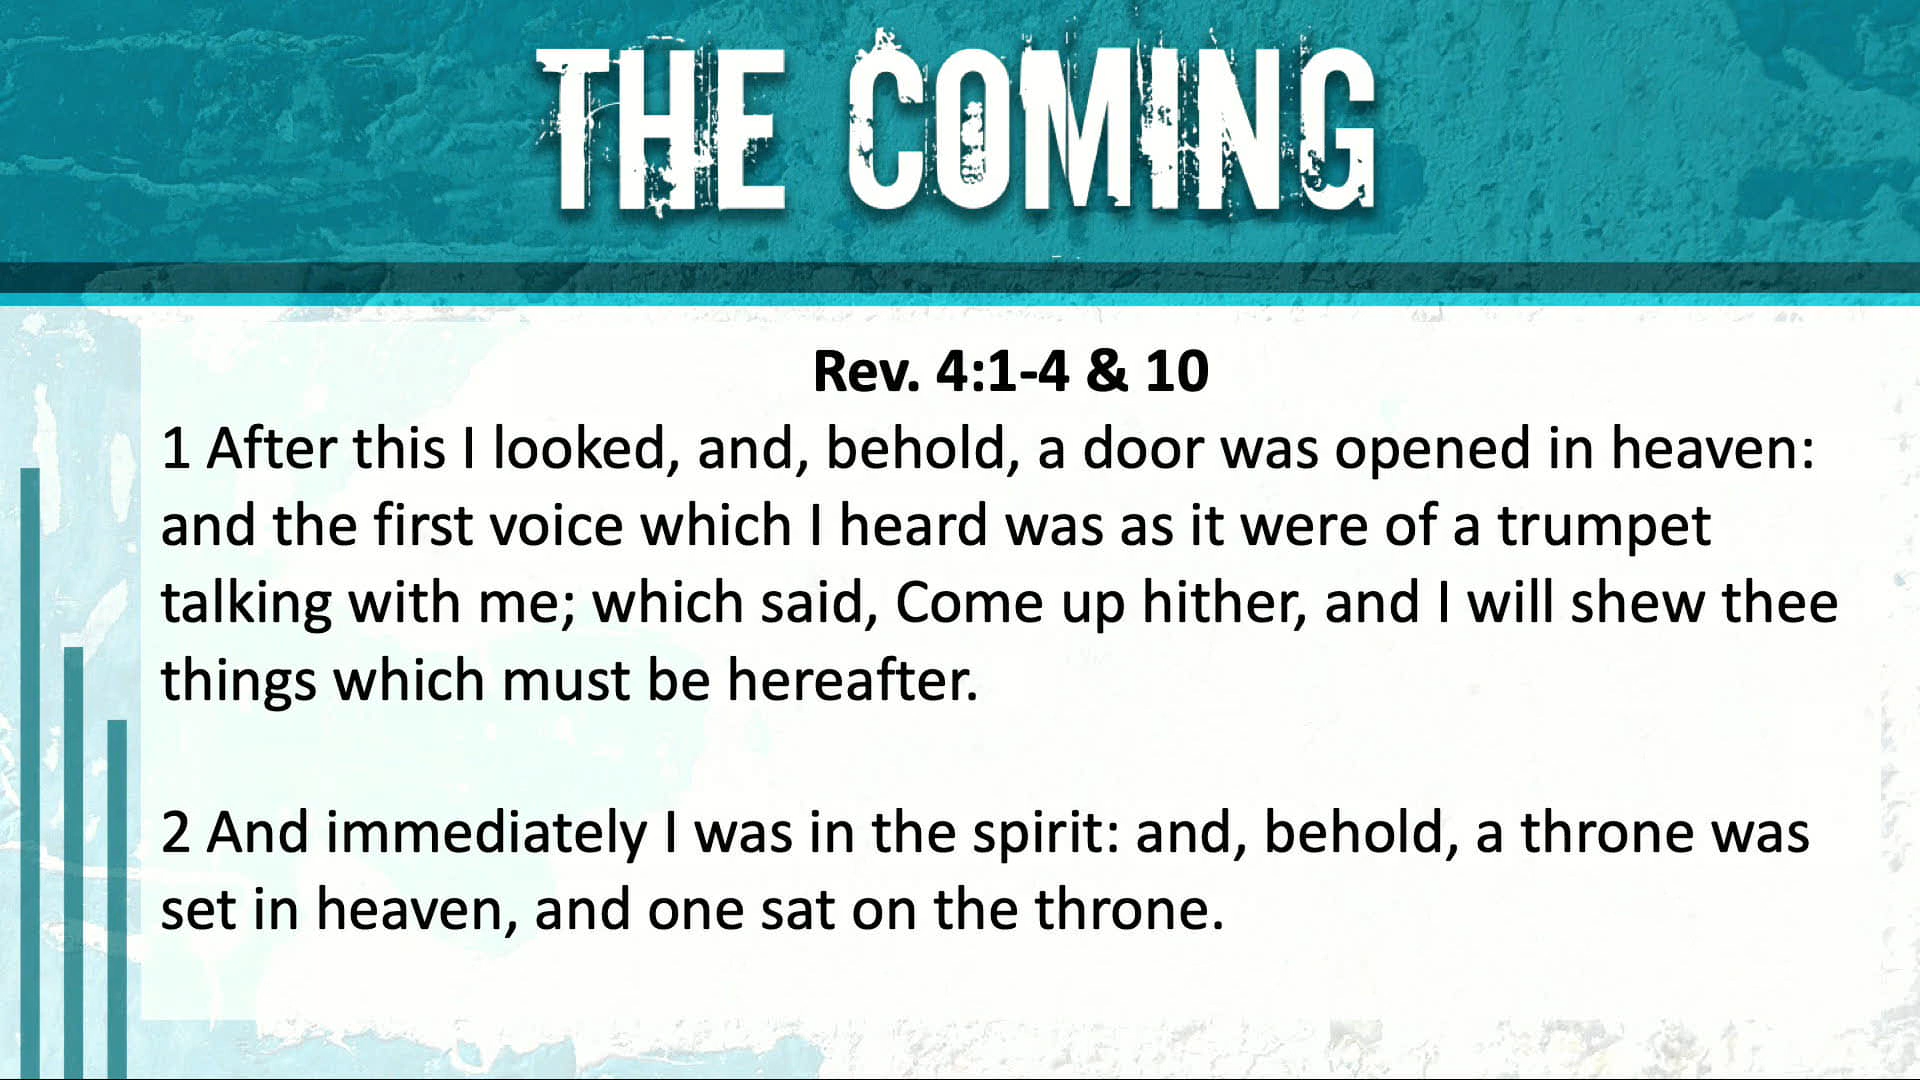 THE COMING
Rev. 4:1-4 & 10
1 After this I looked, and, behold, a door was opened in heaven:
and the first voice which I heard was as it were of a trumpet
talking with me; which said, Come up hither, and I will shew thee
things which must be hereafter.
2 And immediately I was in the spirit: and, behold, a throne was
set in heaven, and one sat on the throne.